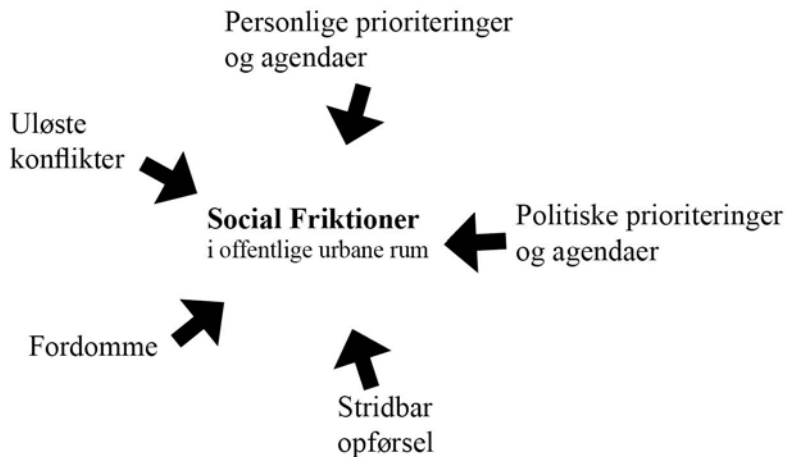 Personlige prioriteringer
og agendaer
Uløste
konflikter
Social Friktioner
i offentlige urbane rum
Politiske prioriteringer
og agendaer
Fordomme
Stridbar
opførsel